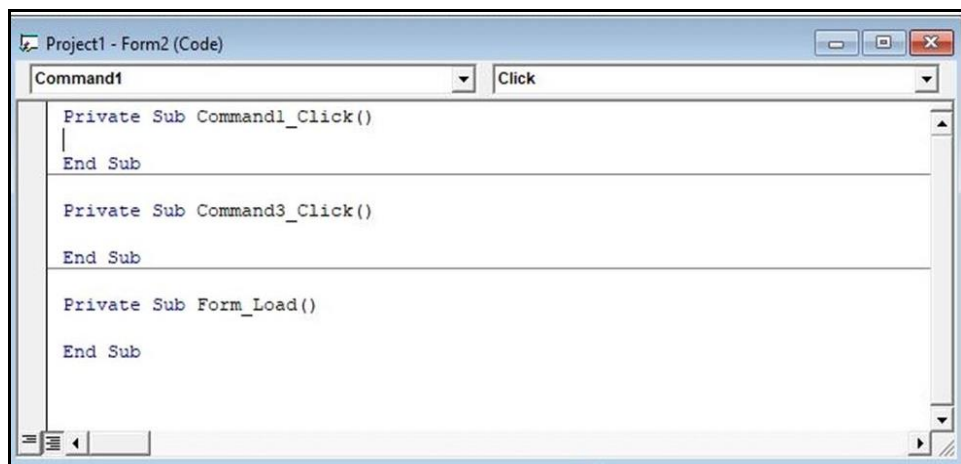 Project1 - Form2 (Code)
Command1
Click
Private Sub Command1_Click()
End Sub
Private Sub Command3_Click()
End Sub
Private Sub Form_Load()
End Sub